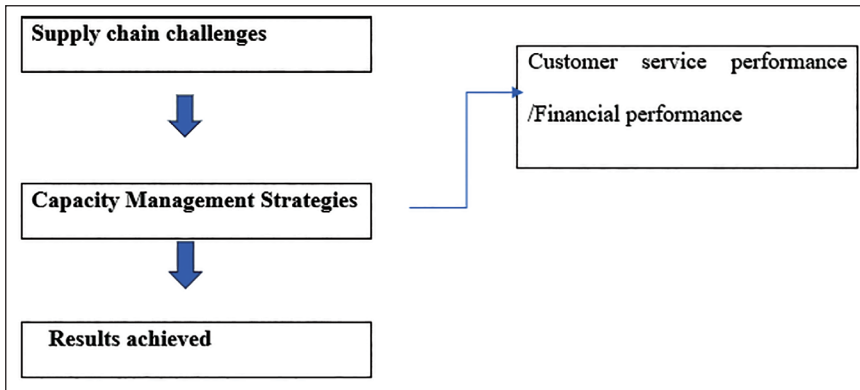 Supply chain challenges
Customer service performance
/Financial performance
Capacity Management Strategies
Results achieved